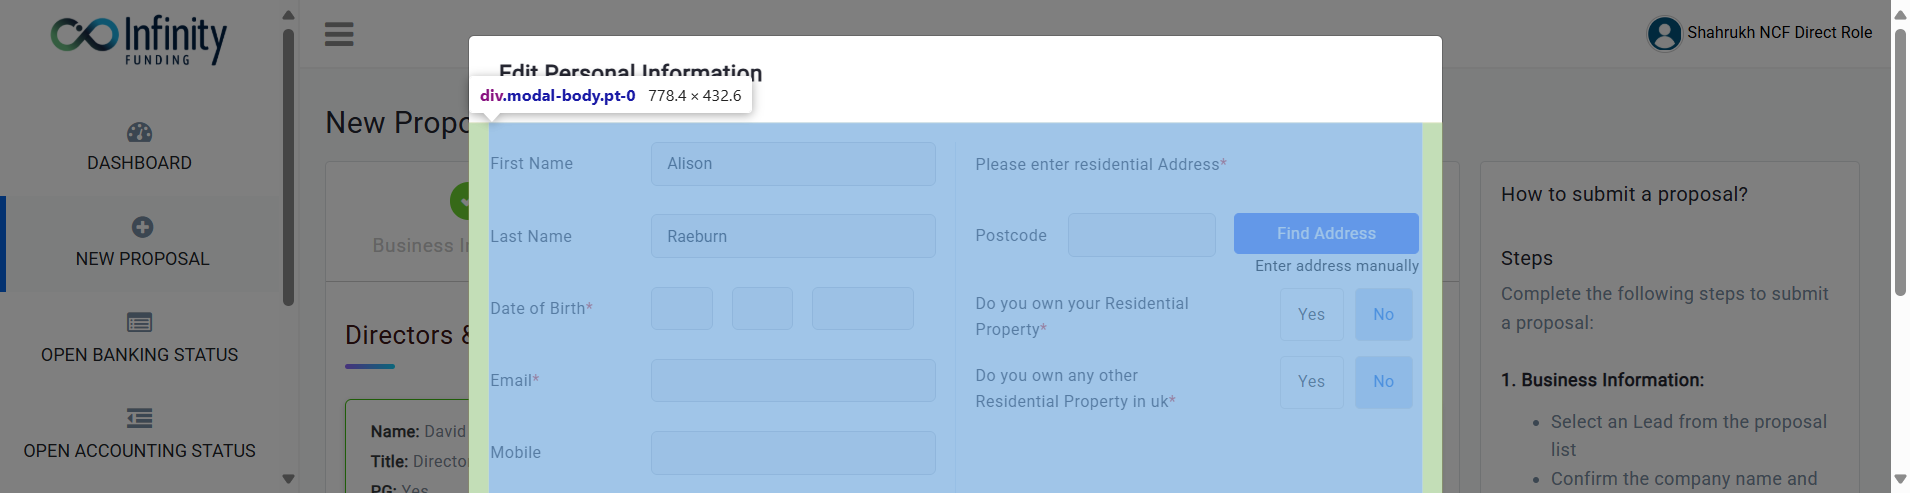 Infinity
FUNDING
DASHBOARD
NEW PROPOSAL
OPEN BANKING STATUS
OPEN ACCOUNTING STATUS
Shahrukh NCF Direct Role
New Propo
Business I
Directors &
Name: David
Title: Directo
PG: Yes
Edit Personal Information
div.modal-body.pt-0 778.4 × 432.6
First Name Alison
Last Name Raeburn
Date of Birth*
Email*
Mobile
Please enter residential Address*
Postcode Find Address
Enter address manually
Do you own your Residential
Property*
Yes No
Do you own any other
Residential Property in uk*
Yes No
How to submit a proposal?
Steps
Complete the following steps to submit
a proposal:
1. Business Information:
• Select an Lead from the proposal
list
• Confirm the company name and